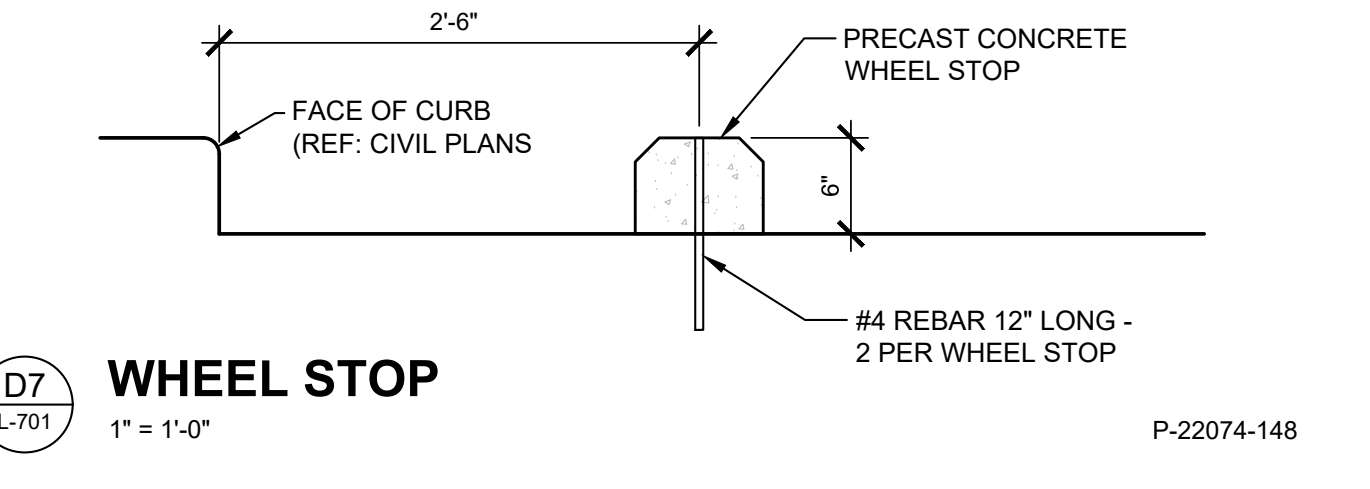 2'-6"
PRECAST CONCRETE
WHEEL STOP
FACE OF CURB
(REF: CIVIL PLANS
6"
#4 REBAR 12" LONG -
2 PER WHEEL STOP
D7
L-701
WHEEL STOP
1" = 1'-0"
P-22074-148